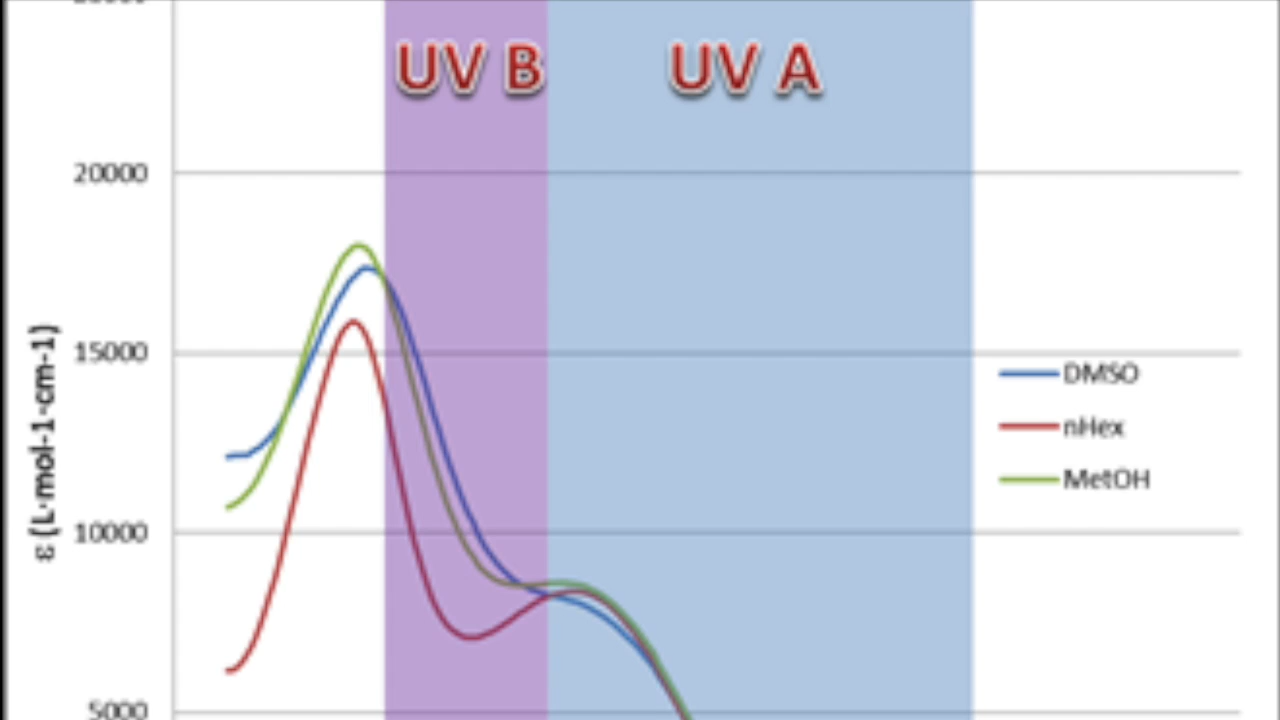 UV B UV A
20000
15000
10000
5000
ε (L·mol-1·cm-1)
DMSO
nHex
MetOH